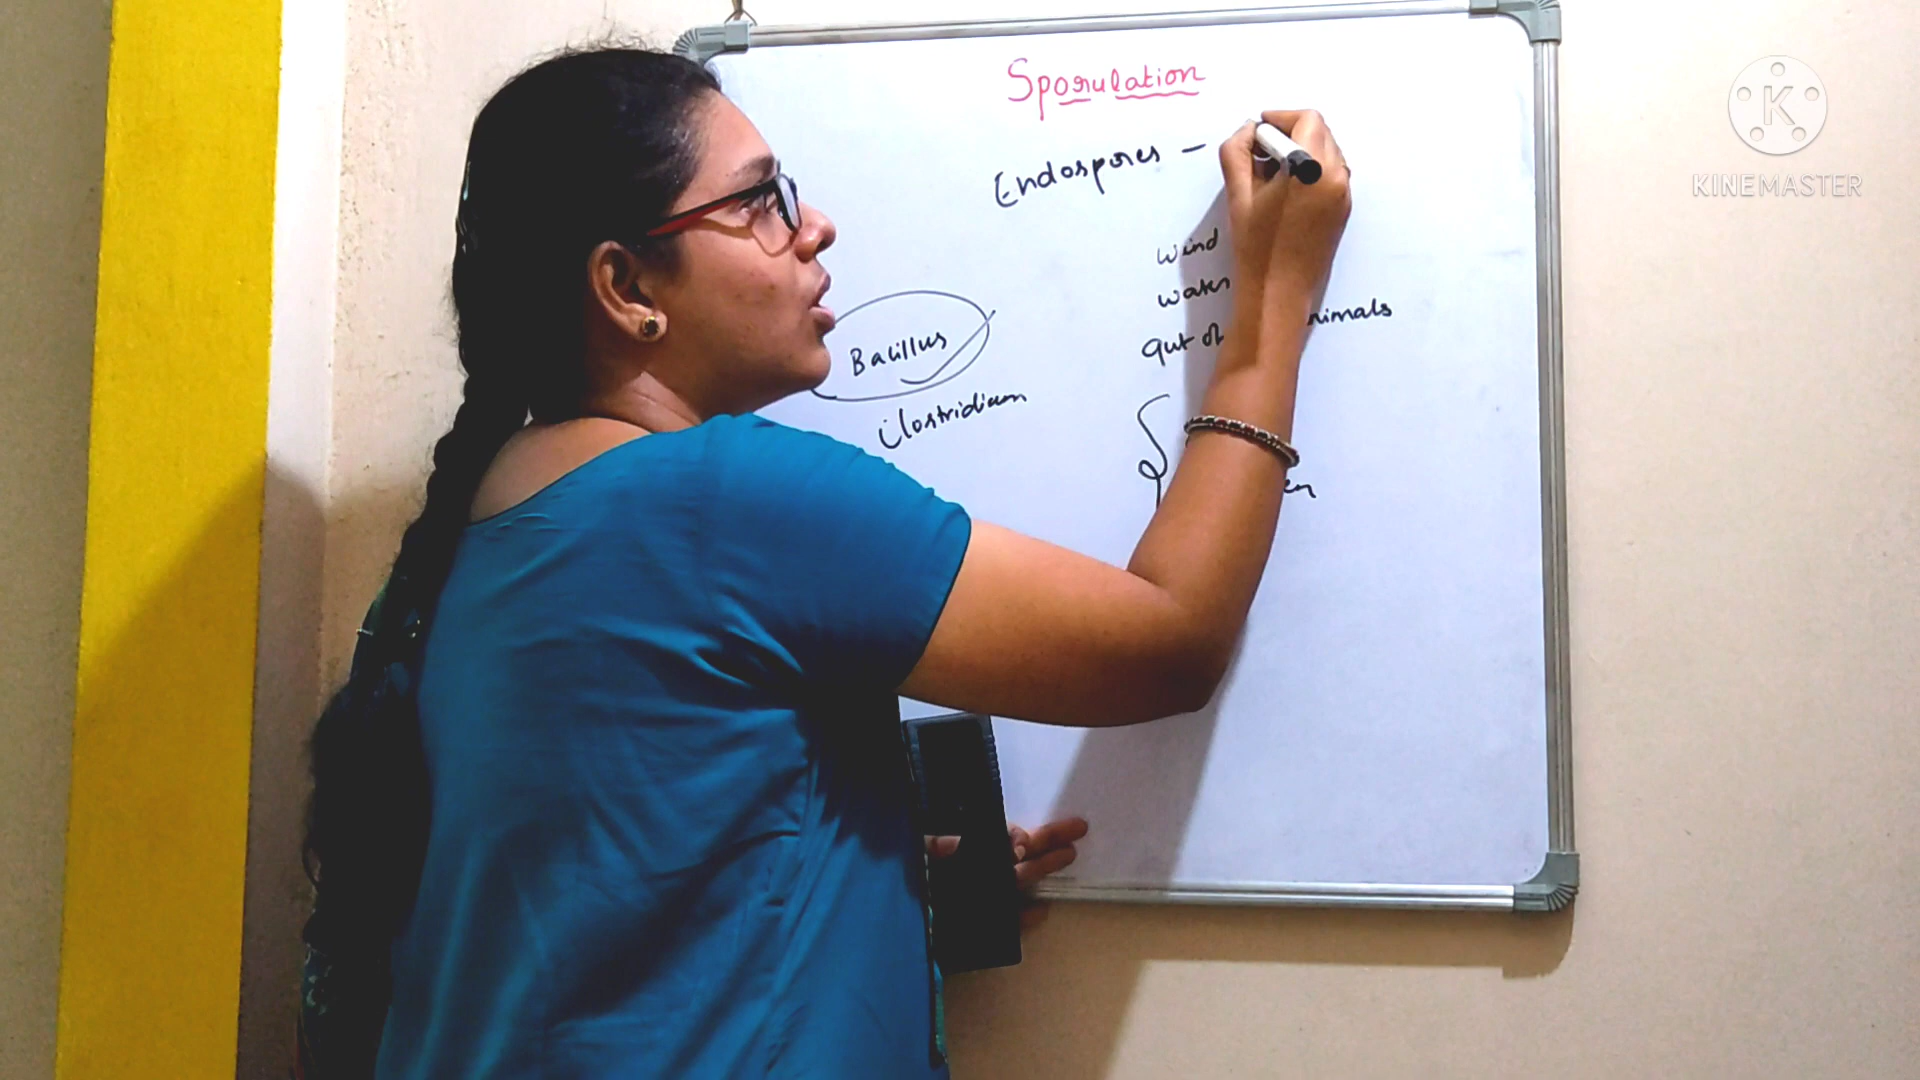 Sporulation
Endospores -
wind
water
gut of nimals
Bacillus
Clostridium
K
KINEMASTER